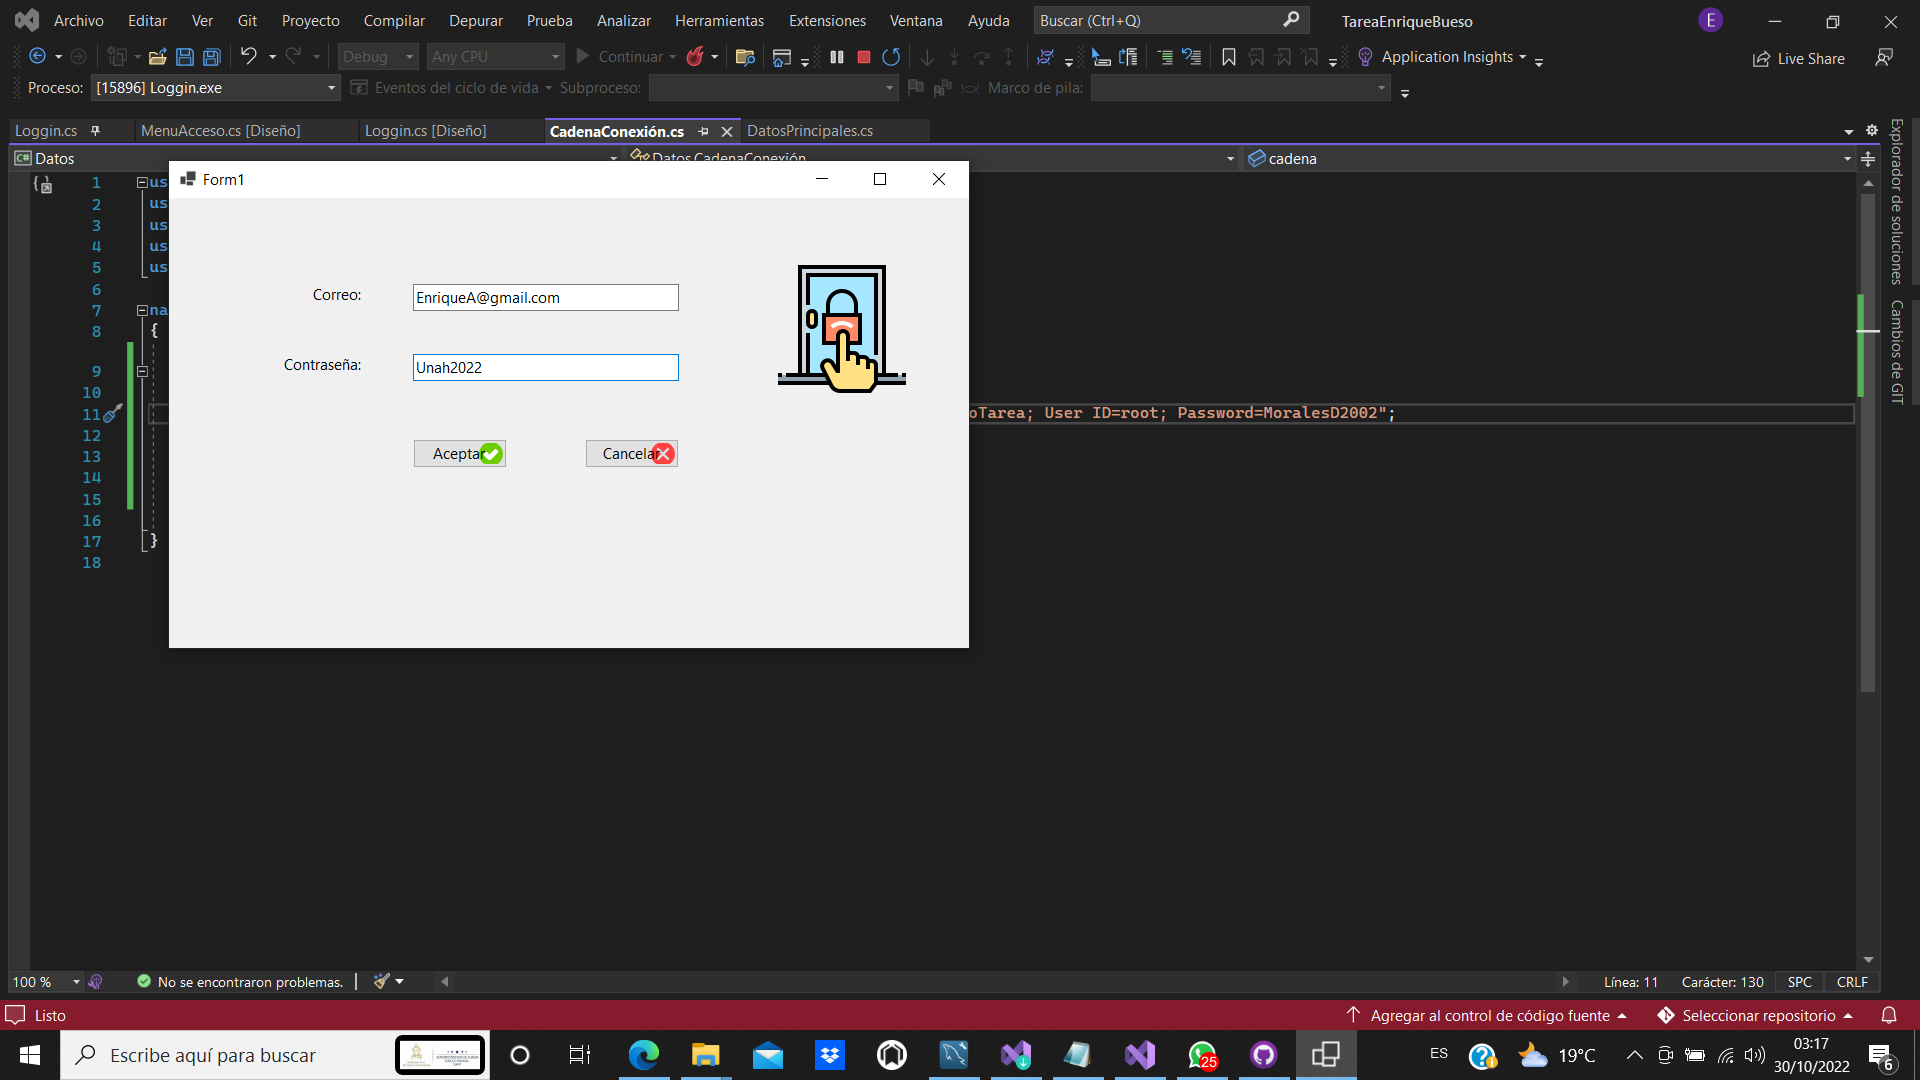 Archivo Editar Ver Git Proyecto Compilar Depurar Prueba Analizar Herramientas Extensiones Ventana Ayuda Buscar (Ctrl+Q) TareaEnriqueBueso E
Debug Any CPU Continuar Application Insights Live Share
Proceso: [15896] Loggin.exe Eventos del ciclo de vida Subproceso: Marco de pila:
Loggin.cs MenuAcceso.cs [Diseño] Loggin.cs [Diseño] CadenaConexión.cs DatosPrincipales.cs
C# Datos Datos.CadenaConexión cadena
Explorador de soluciones
Cambios de GIT
1 us
2 us
3 us
4 us
5 us
6
7 na
8 {
9
10
11 oTarea; User ID=root; Password=MoralesD2002";
12
13
14
15
16
17 }
18
Form1
Correo: EnriqueA@gmail.com
Contraseña: Unah2022
Aceptar Cancelar
100 % No se encontraron problemas. Línea: 11 Carácter: 130 SPC CRLF
Listo Agregar al control de código fuente Seleccionar repositorio
Escribe aquí para buscar 25 ES 19°C 03:17
30/10/2022 6